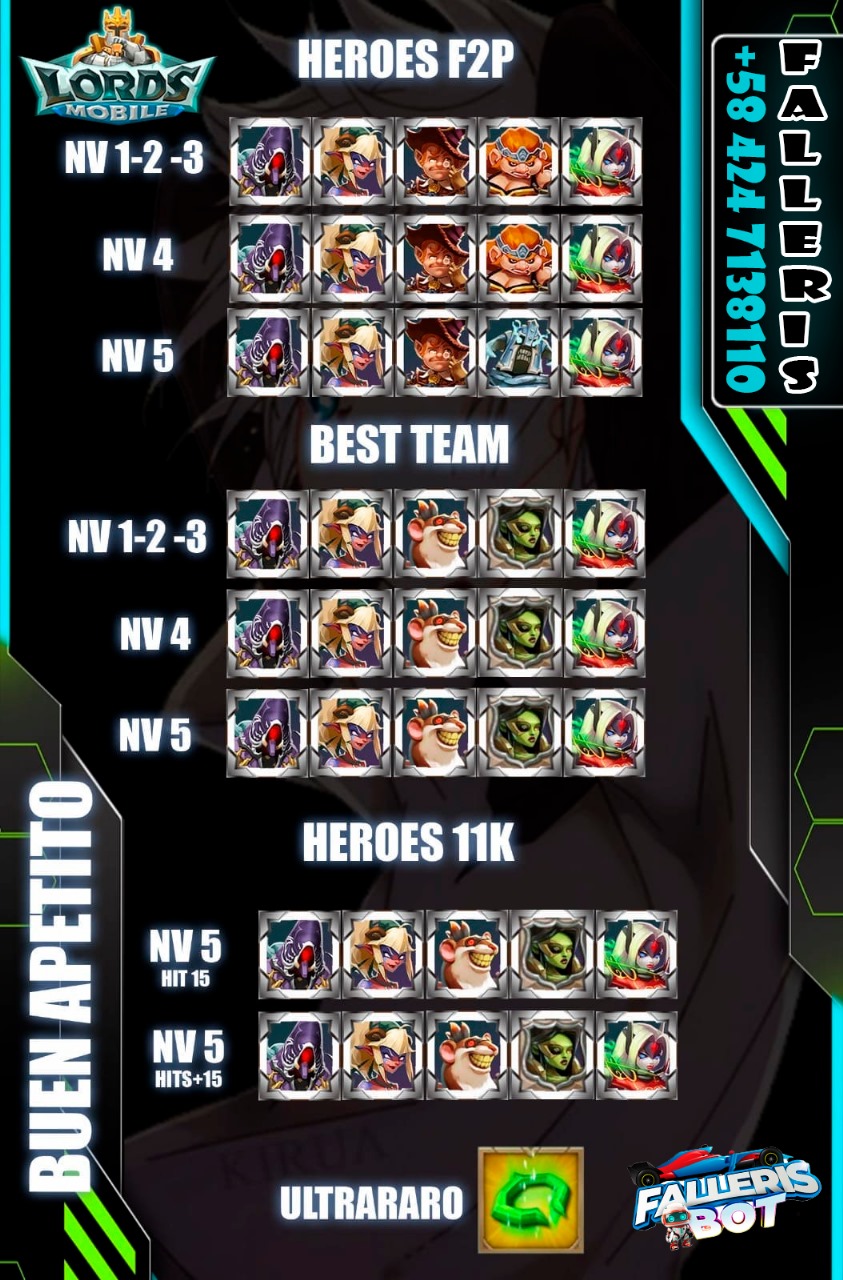 LORDS
MOBILE
HEROES F2P
NV 1-2 -3
NV 4
NV 5
FALLERIS
+58 424 7138110
BEST TEAM
NV 1-2 -3
NV 4
NV 5
BUEN APETITO
HEROES 11K
NV 5
HIT 15
NV 5
HITS+15
KIRUA
ULTRARARO
FALLERIS
BOT